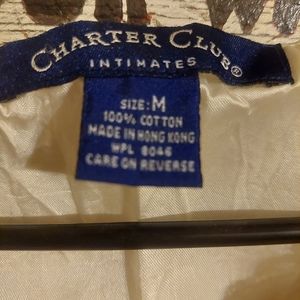 CHARTER CLUB®
INTIMATES
SIZE: M
100% COTTON
MADE IN HONG KONG
WPL 8046
CARE ON REVERSE